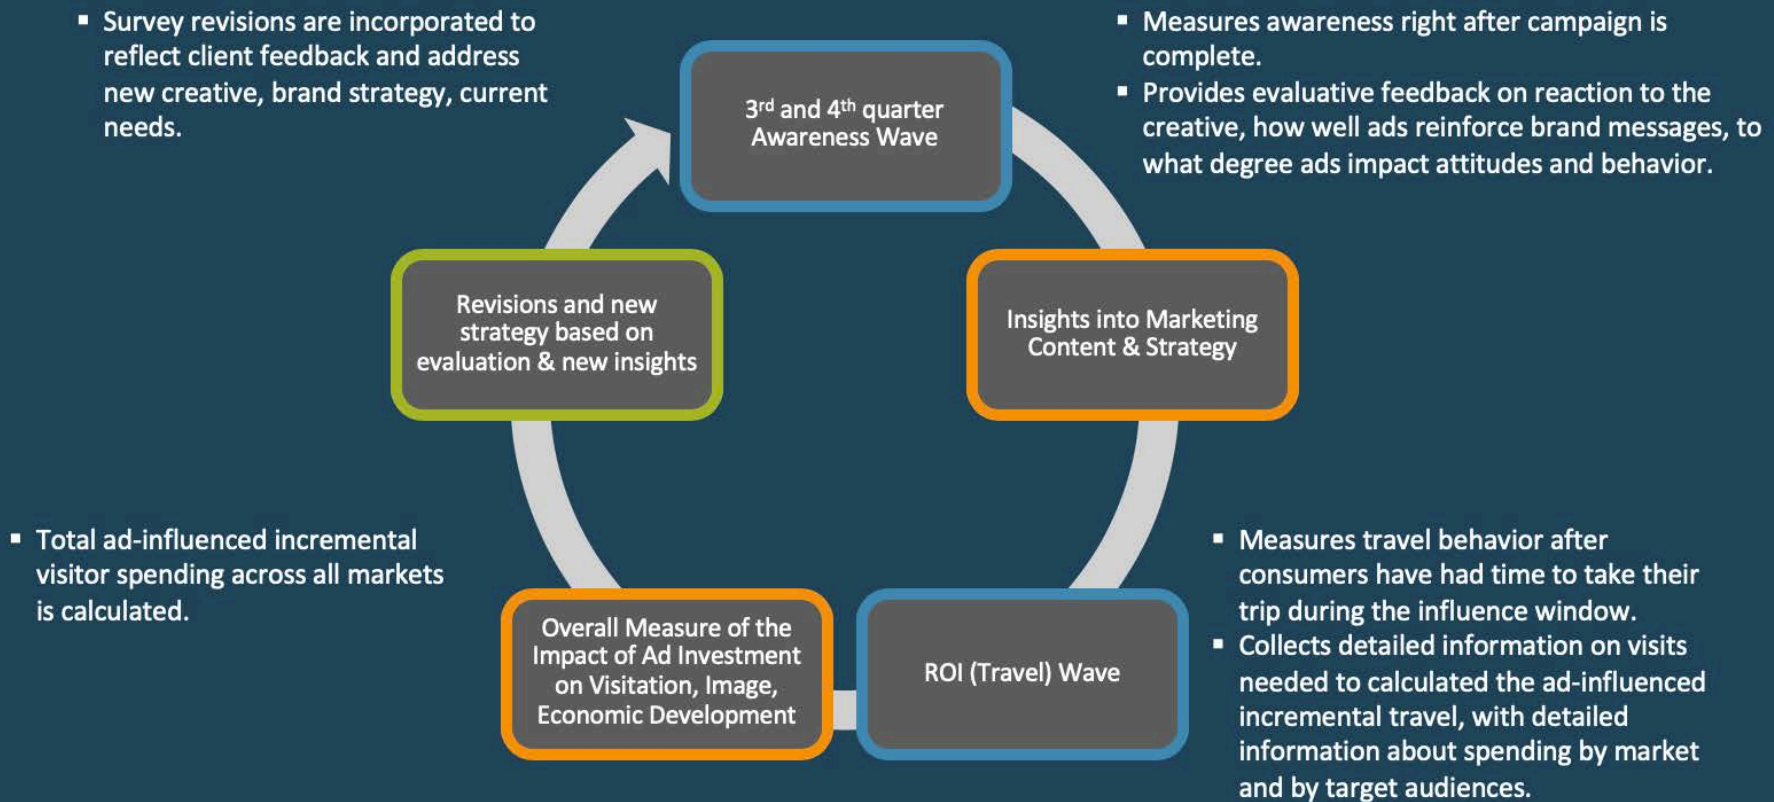 ▪ Survey revisions are incorporated to
reflect client feedback and address
new creative, brand strategy, current
needs.
▪ Measures awareness right after campaign is
complete.
▪ Provides evaluative feedback on reaction to the
creative, how well ads reinforce brand messages, to
what degree ads impact attitudes and behavior.
3rd and 4th quarter
Awareness Wave
Revisions and new
strategy based on
evaluation & new insights
Insights into Marketing
Content & Strategy
▪ Total ad-influenced incremental
visitor spending across all markets
is calculated.
Overall Measure of the
Impact of Ad Investment
on Visitation, Image,
Economic Development
ROI (Travel) Wave
▪ Measures travel behavior after
consumers have had time to take their
trip during the influence window.
▪ Collects detailed information on visits
needed to calculated the ad-influenced
incremental travel, with detailed
information about spending by market
and by target audiences.